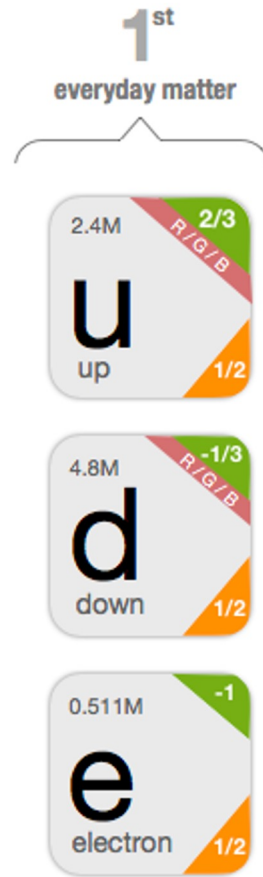 1st
everyday matter
2.4M
2/3
R/G/B
u
up
1/2
4.8M
-1/3
R/G/B
d
down
1/2
0.511M
-1
e
electron
1/2